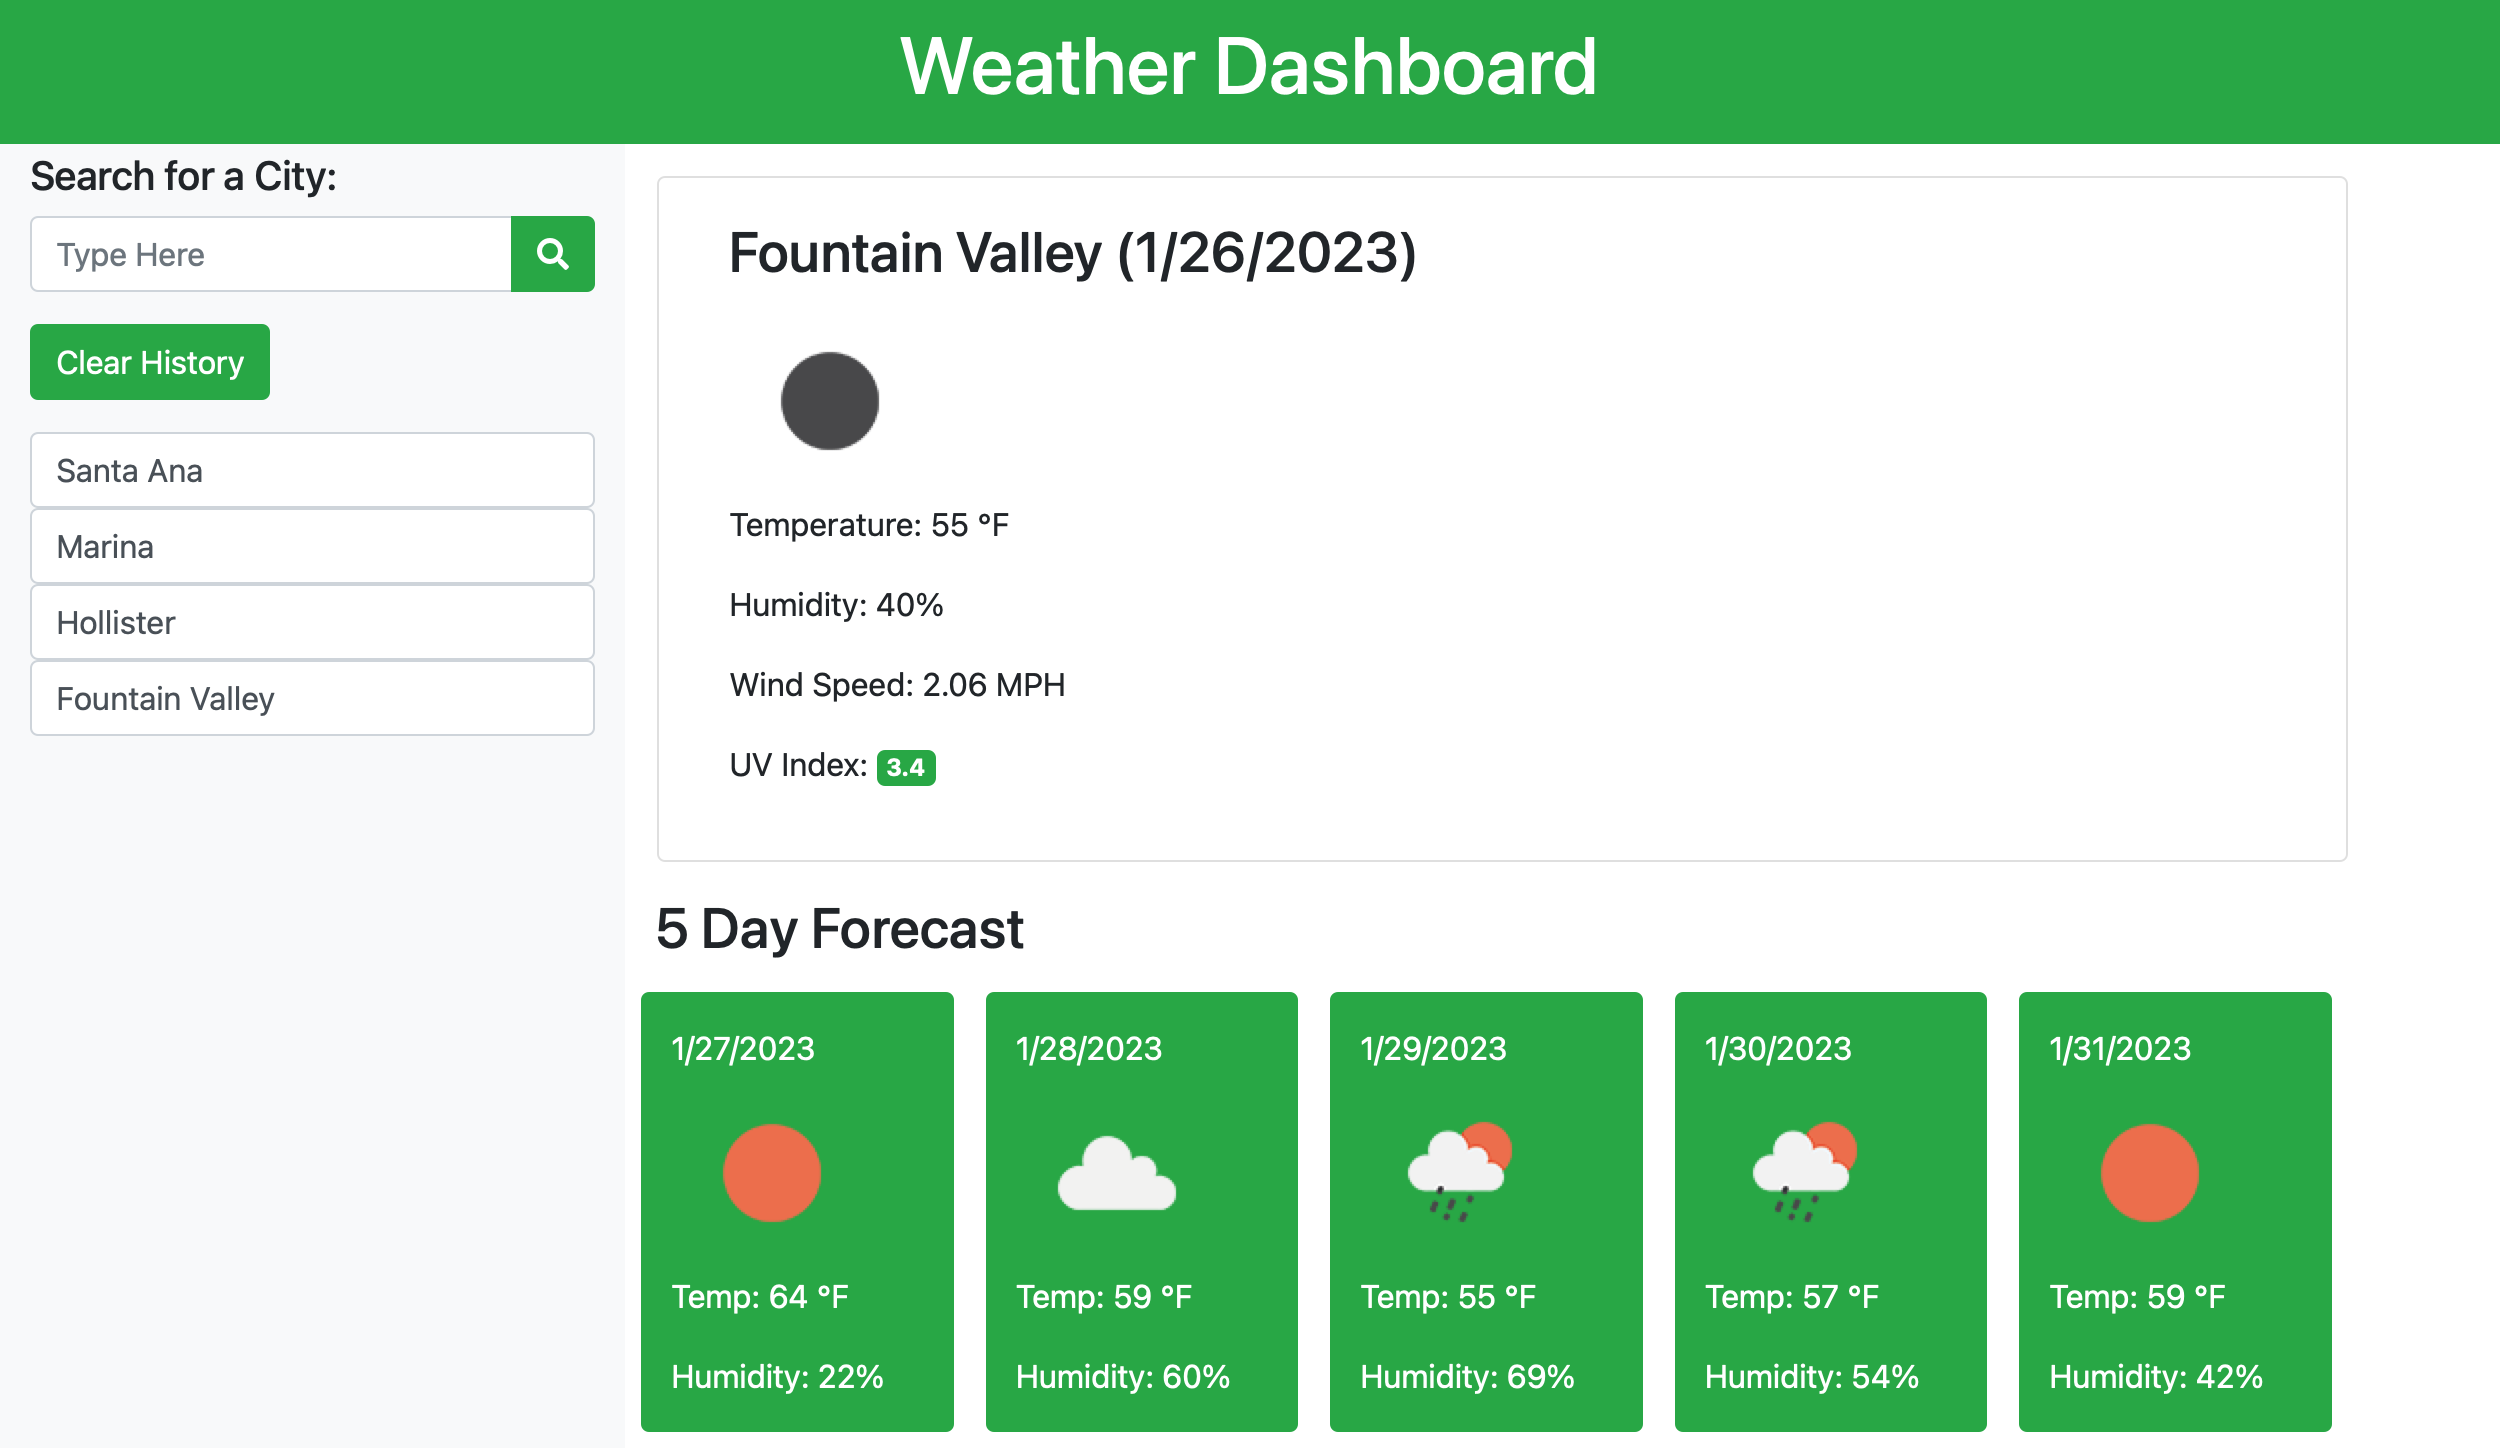 Weather Dashboard
Search for a City:
Type Here
Clear History
Santa Ana
Marina
Hollister
Fountain Valley
Fountain Valley (1/26/2023)
Temperature: 55 °F
Humidity: 40%
Wind Speed: 2.06 MPH
UV Index: 3.4
5 Day Forecast
1/27/2023
Temp: 64 °F
Humidity: 22%
1/28/2023
Temp: 59 °F
Humidity: 60%
1/29/2023
Temp: 55 °F
Humidity: 69%
1/30/2023
Temp: 57 °F
Humidity: 54%
1/31/2023
Temp: 59 °F
Humidity: 42%